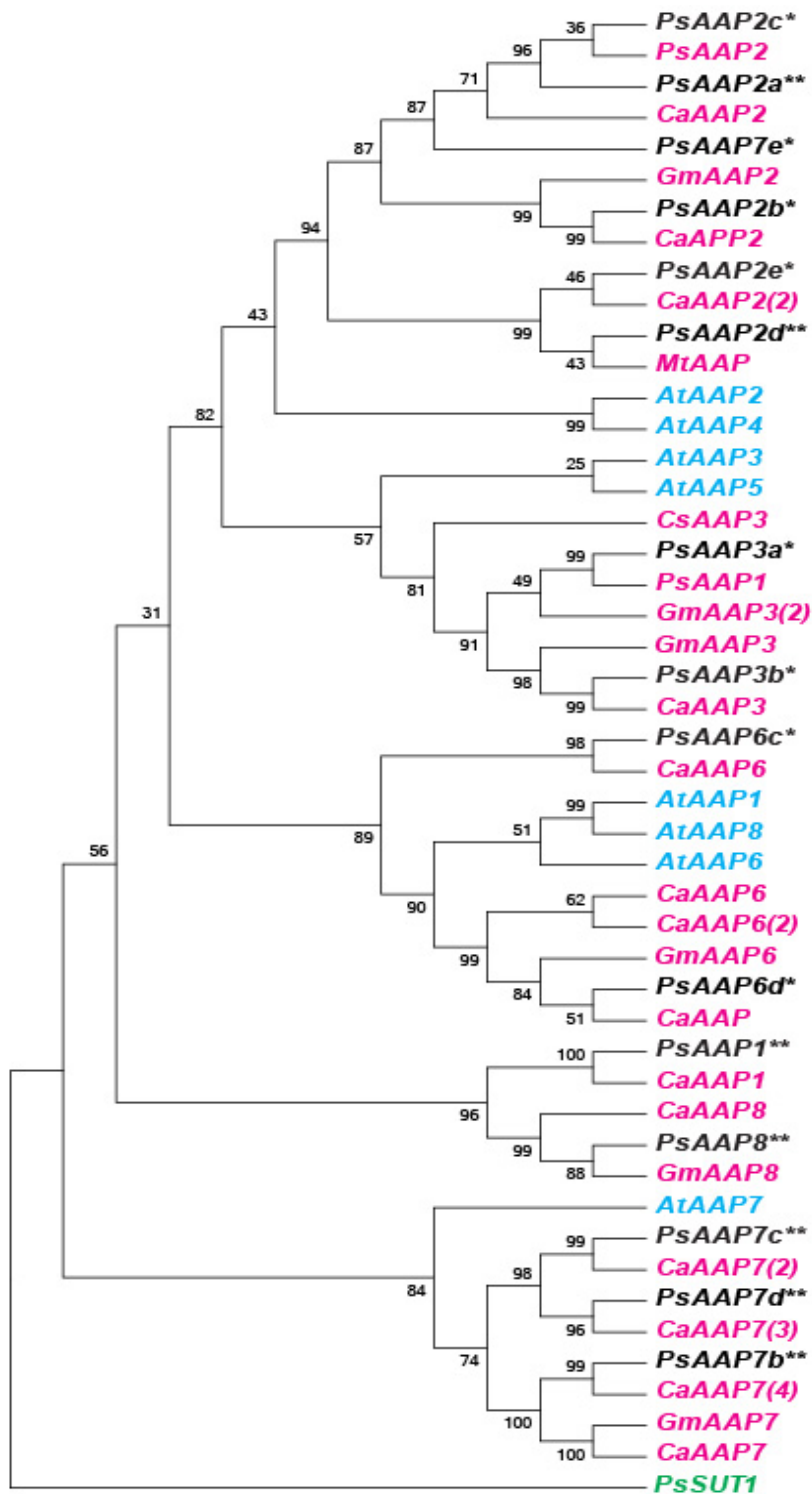 36
PsAAP2c*
96
PsAAP2
71
PsAAP2a**
87
CaAAP2
87
PsAAP7e*
94
GmAAP2
99
PsAAP2b*
99
CaAPP2
43
46
PsAAP2e*
CaAAP2(2)
99
PsAAP2d**
43
MtAAP
82
AtAAP2
99
AtAAP4
25
AtAAP3
AtAAP5
57
CsAAP3
99
PsAAP3a*
81
49
PsAAP1
GmAAP3(2)
31
91
GmAAP3
98
PsAAP3b*
99
CaAAP3
98
PsAAP6c*
CaAAP6
99
AtAAP1
89
51
AtAAP8
AtAAP6
56
90
62
CaAAP6
CaAAP6(2)
99
GmAAP6
84
PsAAP6d*
51
CaAAP
100
PsAAP1**
CaAAP1
96
CaAAP8
99
PsAAP8**
88
GmAAP8
AtAAP7
99
PsAAP7c**
84
98
CaAAP7(2)
PsAAP7d**
96
CaAAP7(3)
74
99
PsAAP7b**
CaAAP7(4)
100
GmAAP7
100
CaAAP7
PsSUT1